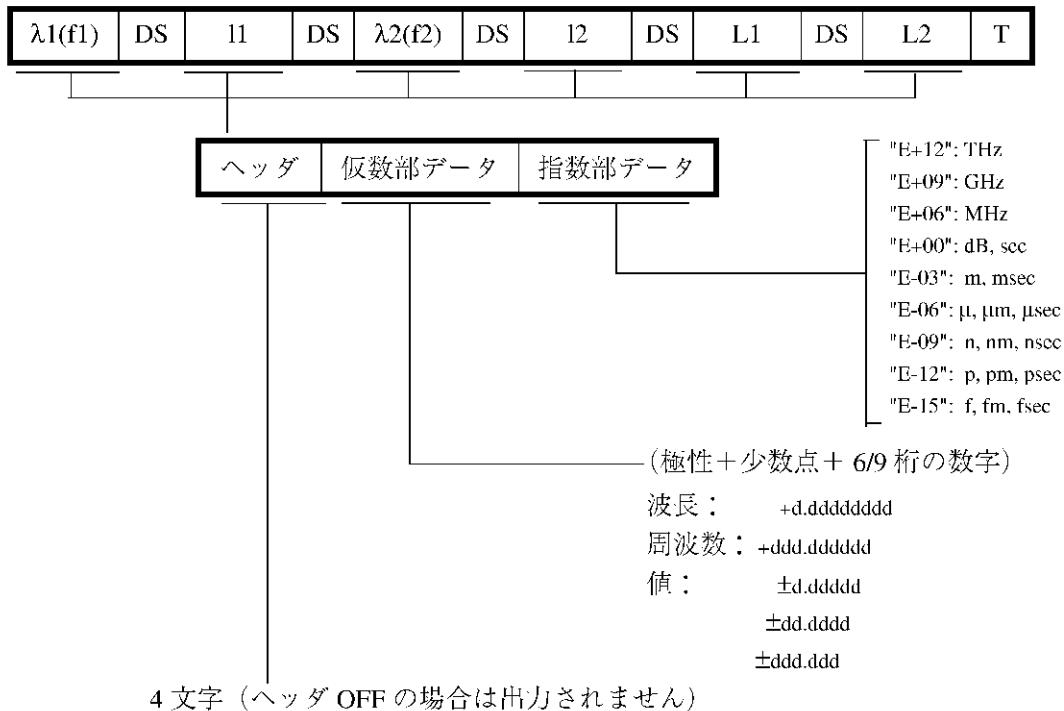 λ1(f1) DS l1 DS λ2(f2) DS l2 DS L1 DS L2 T
ヘッダ 仮数部データ 指数部データ
"E+12": THz
"E+09": GHz
"E+06": MHz
"E+00": dB, sec
"E-03": m, msec
"E-06": μ, μm, μsec
"E-09": n, nm, nsec
"E-12": p, pm, psec
"E-15": f, fm, fsec
(極性+少数点+ 6/9 桁の数字)
波長: +d.dddddddd
周波数: +ddd.dddddd
値: ±d.ddddd
±dd.dddd
±ddd.ddd
4 文字(ヘッダ OFF の場合は出力されません)